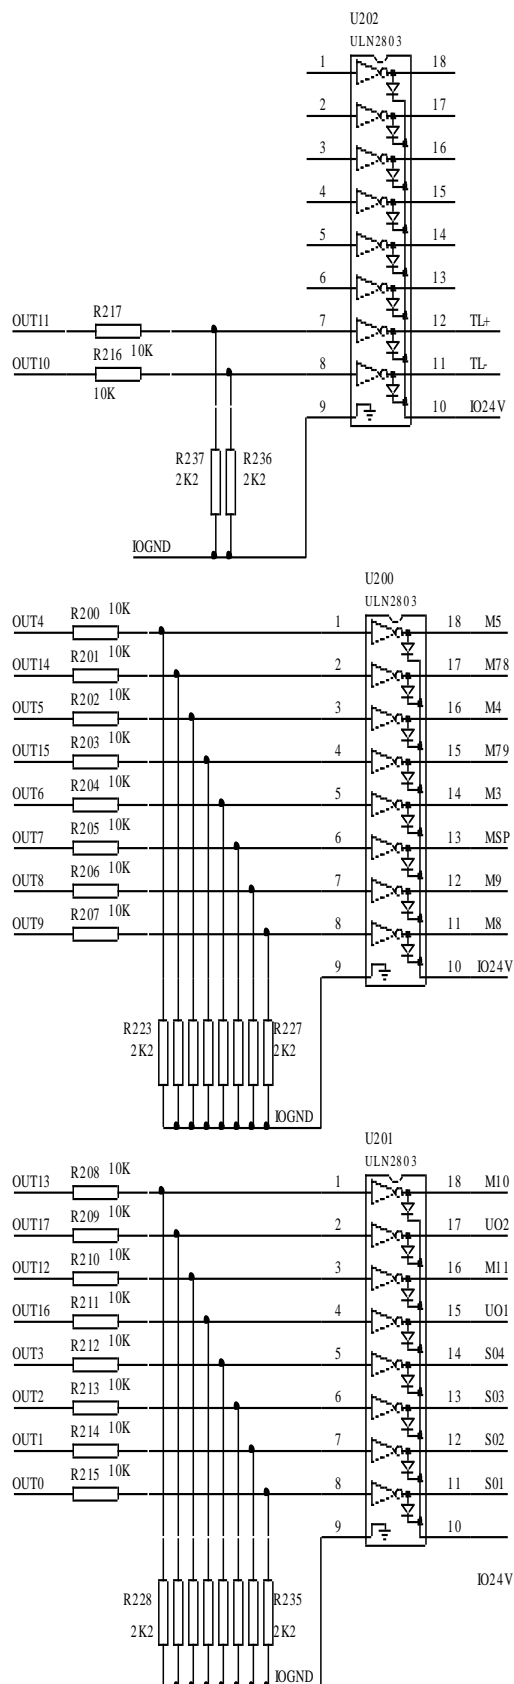 U202
ULN2803
1 18
2 17
3 16
4 15
5 14
6 13
OUT11 R217 10K 7 12 TL+
OUT10 R216 10K 8 11 TL-
9 10 IO24V
R237 R236
2K2 2K2
IOGND
U200
ULN2803
OUT4 R200 10K 1 18 M5
OUT14 R201 10K 2 17 M78
OUT5 R202 10K 3 16 M4
OUT15 R203 10K 4 15 M79
OUT6 R204 10K 5 14 M3
OUT7 R205 10K 6 13 MSP
OUT8 R206 10K 7 12 M9
OUT9 R207 10K 8 11 M8
9 10 IO24V
R223 R227
2K2 2K2
IOGND
U201
ULN2803
OUT13 R208 10K 1 18 M10
OUT17 R209 10K 2 17 UO2
OUT12 R210 10K 3 16 M11
OUT16 R211 10K 4 15 UO1
OUT3 R212 10K 5 14 S04
OUT2 R213 10K 6 13 S03
OUT1 R214 10K 7 12 S02
OUT0 R215 10K 8 11 S01
9 10
IO24V
R228 R235
2K2 2K2
IOGND